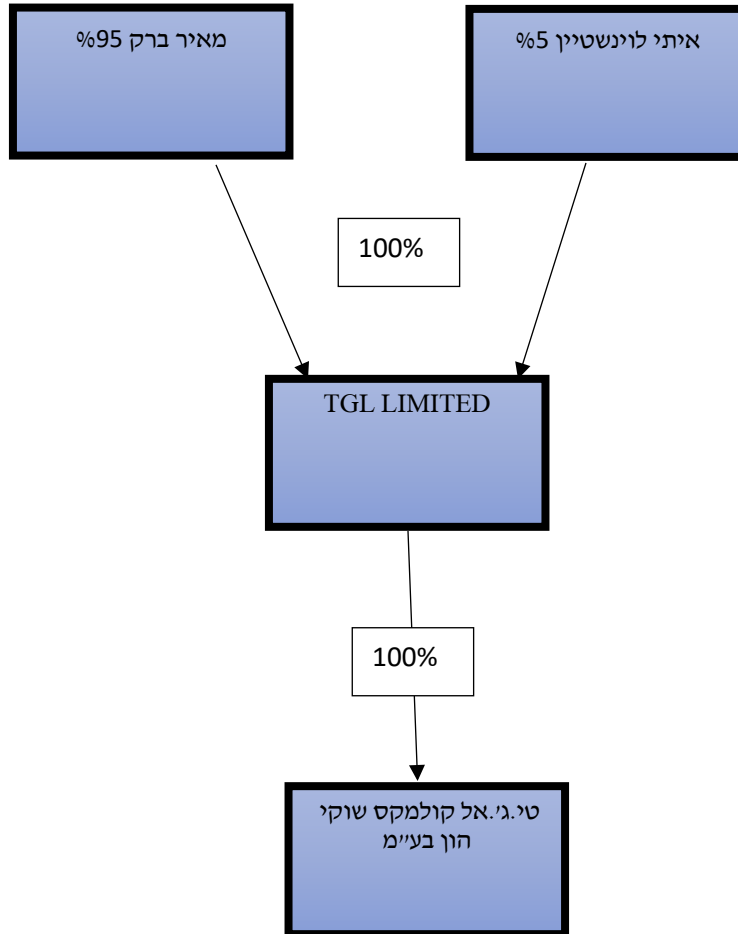 מאיר ברק 95%
איתי לוינשטיין 5%
100%
TGL LIMITED
100%
טי.ג'.אל קולמקס שוקי
הון בע״מ